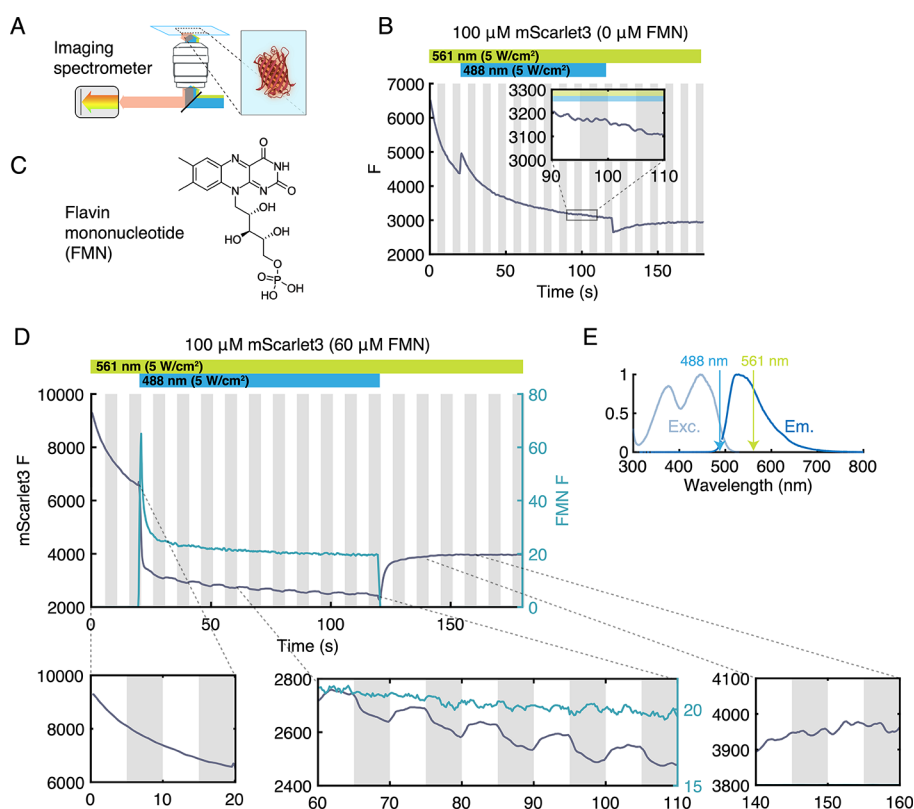 A
Imaging
spectrometer
B
100 µM mScarlet3 (0 µM FMN)
561 nm (5 W/cm²)
488 nm (5 W/cm²)
7000
6000
5000
4000
3000
2000
F
3300
3200
3100
3000
90 100 110
0 50 100 150
Time (s)
C
Flavin
mononucleotide
(FMN)
O
N
NH
N
N
O
OH
OH
HO
OH
O
O
P
HO
OH
D
100 µM mScarlet3 (60 µM FMN)
561 nm (5 W/cm²)
488 nm (5 W/cm²)
10000
8000
6000
4000
2000
mScarlet3 F
80
60
40
20
0
FMN F
0 50 100 150
Time (s)
E
488 nm 561 nm
1
0.5
0
Exc. Em.
300 400 500 600 700 800
Wavelength (nm)
10000
8000
6000
0 10 20
2800
2600
2400
20
15
60 70 80 90 100 110
4100
4000
3900
3800
140 150 160